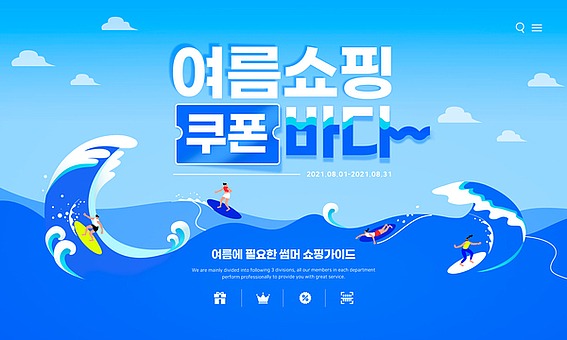 여름쇼핑
쿠폰바다
2021.08.01-2021.08.31
여름에 필요한 썸머 쇼핑가이드
We are mainly divided into following 3 divisions, all our members in each department
perform professionally to provide you with great service.